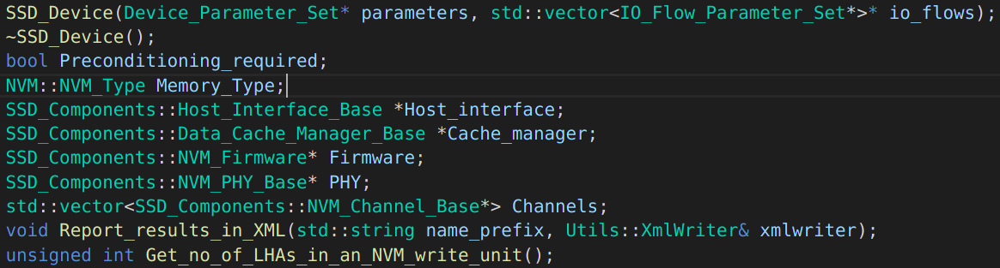 SSD_Device(Device_Parameter_Set* parameters, std::vector<IO_Flow_Parameter_Set*>* io_flows);
~SSD_Device();
bool Preconditioning_required;
NVM::NVM_Type Memory_Type;
SSD_Components::Host_Interface_Base *Host_interface;
SSD_Components::Data_Cache_Manager_Base *Cache_manager;
SSD_Components::NVM_Firmware* Firmware;
SSD_Components::NVM_PHY_Base* PHY;
std::vector<SSD_Components::NVM_Channel_Base*> Channels;
void Report_results_in_XML(std::string name_prefix, Utils::XmlWriter& xmlwriter);
unsigned int Get_no_of_LHAs_in_an_NVM_write_unit();